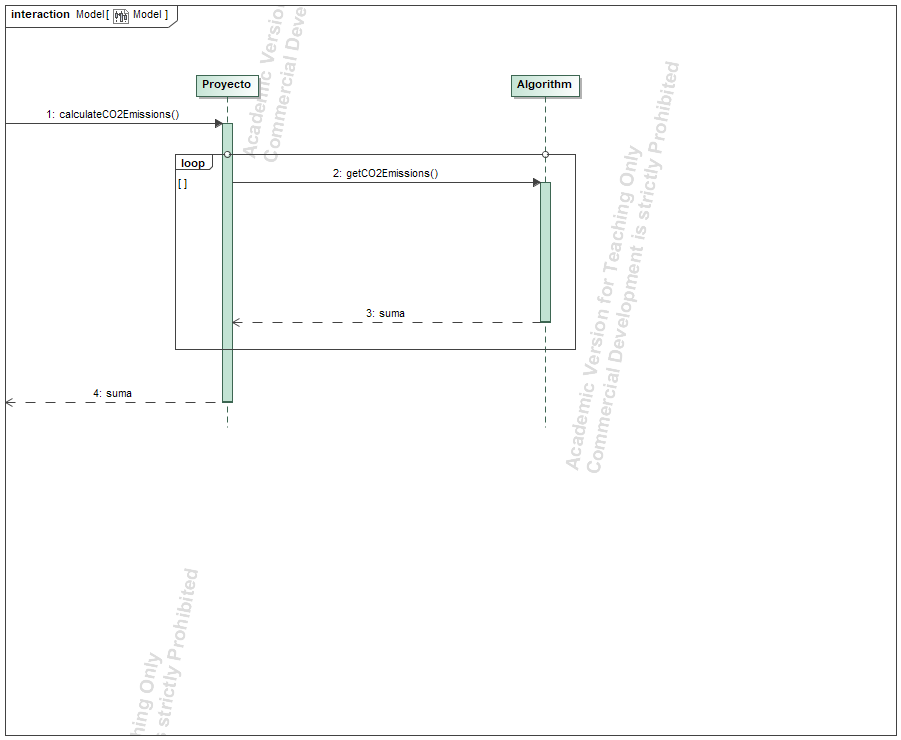 interaction Model[ Model ]
Academic Version
Commercial Deve
Proyecto
Algorithm
1: calculateCO2Emissions()
loop
[ ]
2: getCO2Emissions()
3: suma
4: suma
Academic Version for Teaching Only
Commercial Development is strictly Prohibited
hing Only
s strictly Prohibited